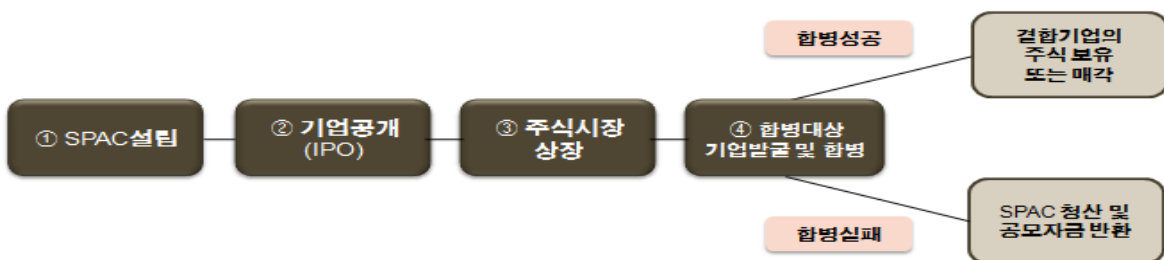 합병성공
결합기업의
주식 보유
또는 매각
① SPAC설립
② 기업공개
(IPO)
③ 주식시장
상장
④ 합병대상
기업발굴 및 합병
합병실패
SPAC 청산 및
공모자금 반환